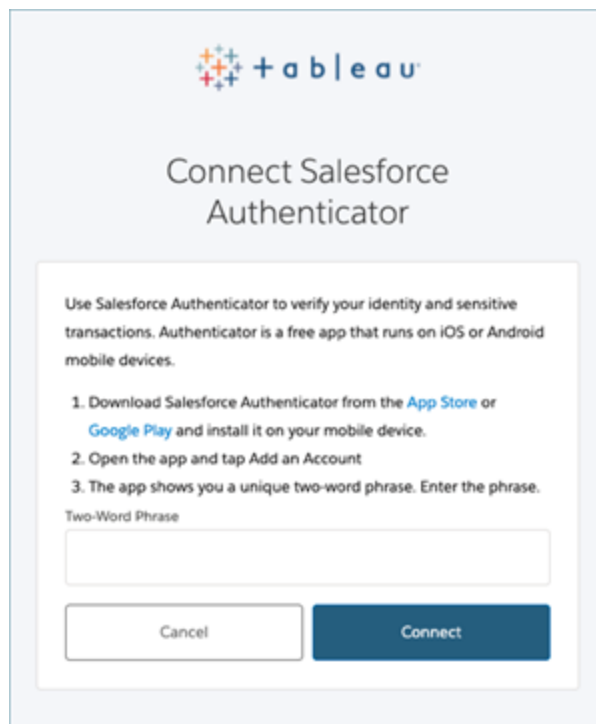 +ableau
Connect Salesforce
Authenticator
Use Salesforce Authenticator to verify your identity and sensitive
transactions. Authenticator is a free app that runs on iOS or Android
mobile devices.
1. Download Salesforce Authenticator from the App Store or
Google Play and install it on your mobile device.
2. Open the app and tap Add an Account
3. The app shows you a unique two-word phrase. Enter the phrase.
Two-Word Phrase
Cancel Connect